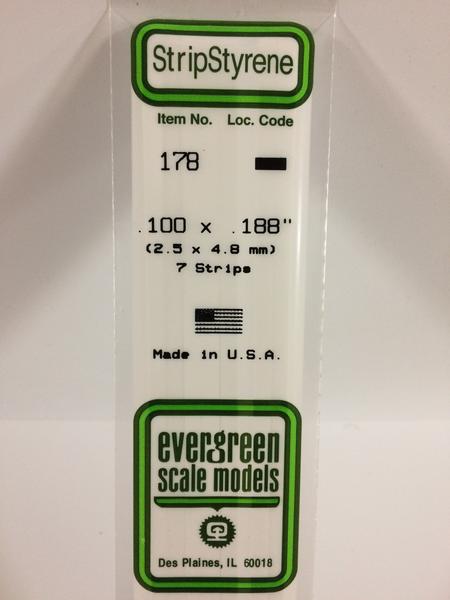 StripStyrene
Item No. Loc. Code
178
.100 x .188"
(2.5 x 4.8 mm)
7 Strips
Made in U.S.A.
evergreen
scale models
Des Plaines, IL 60018